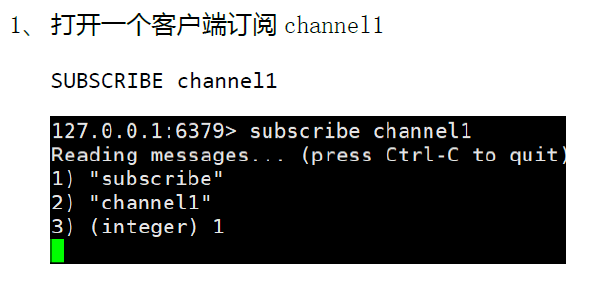 1、 打开一个客户端订阅 channel1
SUBSCRIBE channel1
127.0.0.1:6379> subscribe channel1
Reading messages... (press Ctrl-C to quit)
1) "subscribe"
2) "channel1"
3) (integer) 1